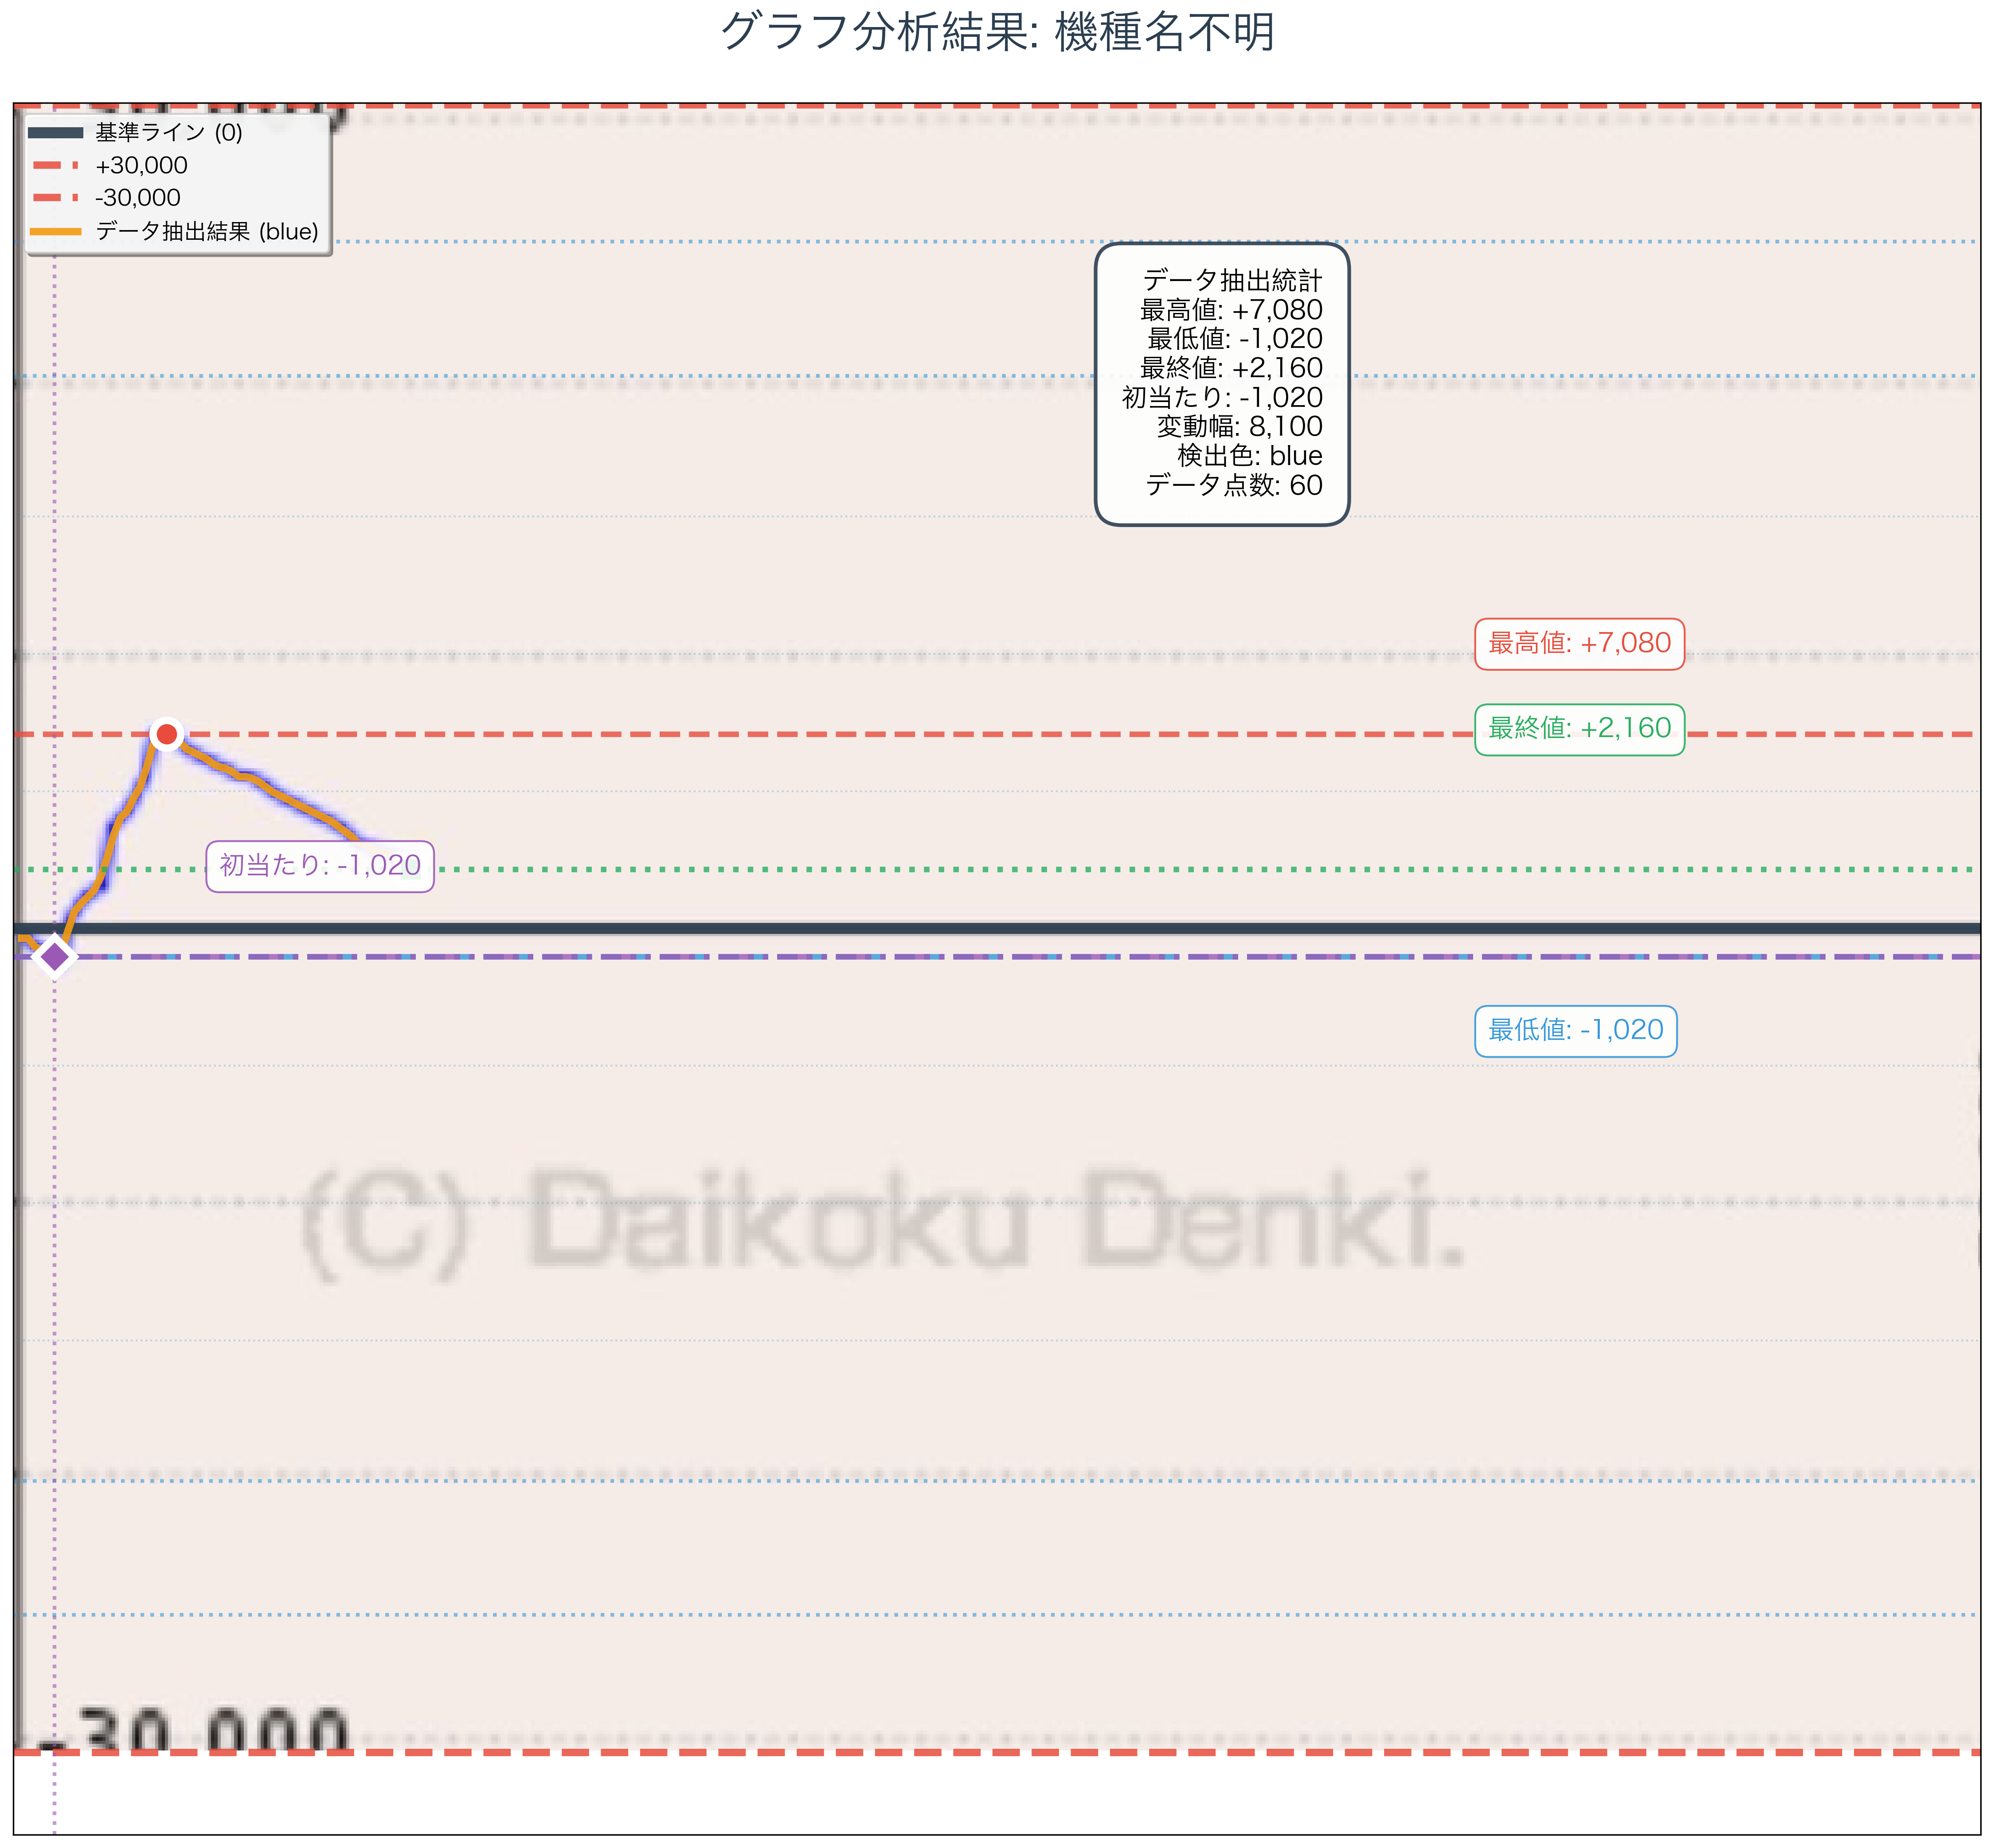 グラフ分析結果: 機種名不明
基準ライン (0)
+30,000
-30,000
データ抽出結果 (blue)
データ抽出統計
最高値: +7,080
最低値: -1,020
最終値: +2,160
初当たり: -1,020
変動幅: 8,100
検出色: blue
データ点数: 60
最高値: +7,080
最終値: +2,160
初当たり: -1,020
最低値: -1,020
(C) Daikoku Denki.
-30,000